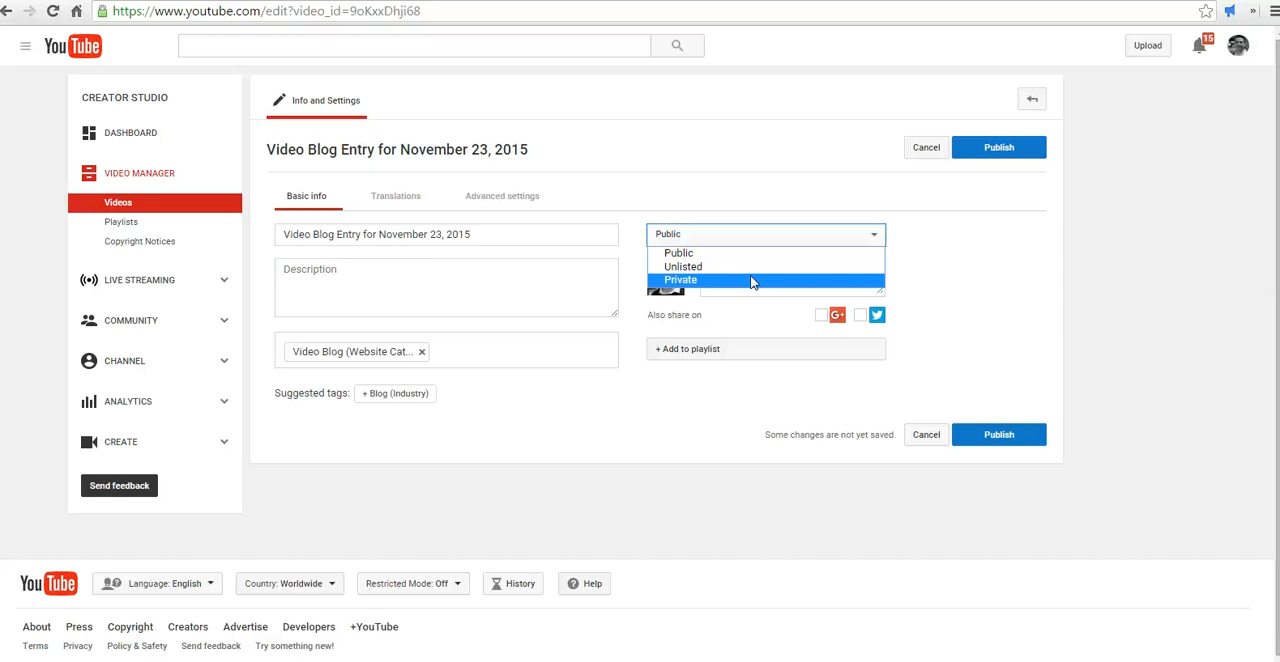 https://www.youtube.com/edit?video_id=9oKxxDhji68
»
YouTube
Upload
15
CREATOR STUDIO
DASHBOARD
VIDEO MANAGER
Videos
Playlists
Copyright Notices
LIVE STREAMING
COMMUNITY
CHANNEL
ANALYTICS
CREATE
Send feedback
Info and Settings
Video Blog Entry for November 23, 2015
Cancel
Publish
Basic info
Translations
Advanced settings
Video Blog Entry for November 23, 2015
Description
Video Blog (Website Cat... ×
Suggested tags: + Blog (Industry)
Public
Public
Unlisted
Private
Also share on
G+
+ Add to playlist
Some changes are not yet saved.
Cancel
Publish
YouTube
Language: English
Country: Worldwide
Restricted Mode: Off
History
Help
About Press Copyright Creators Advertise Developers +YouTube
Terms Privacy Policy & Safety Send feedback Try something new!